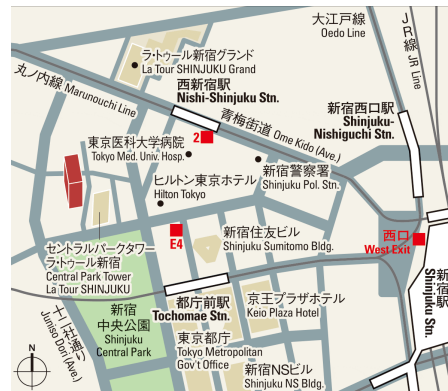 大江戸線
Oedo Line
JR線 JR Line
ラ・トゥール新宿グランド
La Tour SHINJUKU Grand
丸ノ内線 Marunouchi Line
西新宿駅
Nishi-Shinjuku Stn.
青梅街道 Ome Kido (Ave.)
新宿西口駅
Shinjuku-
Nishiguchi Stn.
2
東京医科大学病院
Tokyo Med. Univ. Hosp.
新宿警察署
Shinjuku Pol. Stn.
ヒルトン東京ホテル
Hilton Tokyo
E4
新宿住友ビル
Shinjuku Sumitomo Bldg.
西口
West Exit
新宿駅
Shinjuku Stn.
セントラルパークタワー
ラ・トゥール新宿
Central Park Tower
La Tour SHINJUKU
都庁前駅
Tochomae Stn.
京王プラザホテル
Keio Plaza Hotel
新宿
中央公園
Shinjuku
Central Park
十二社通り
Juniso Dori (Ave.)
東京都庁
Tokyo Metropolitan
Gov't Office
新宿NSビル
Shinjuku NS Bldg.
N